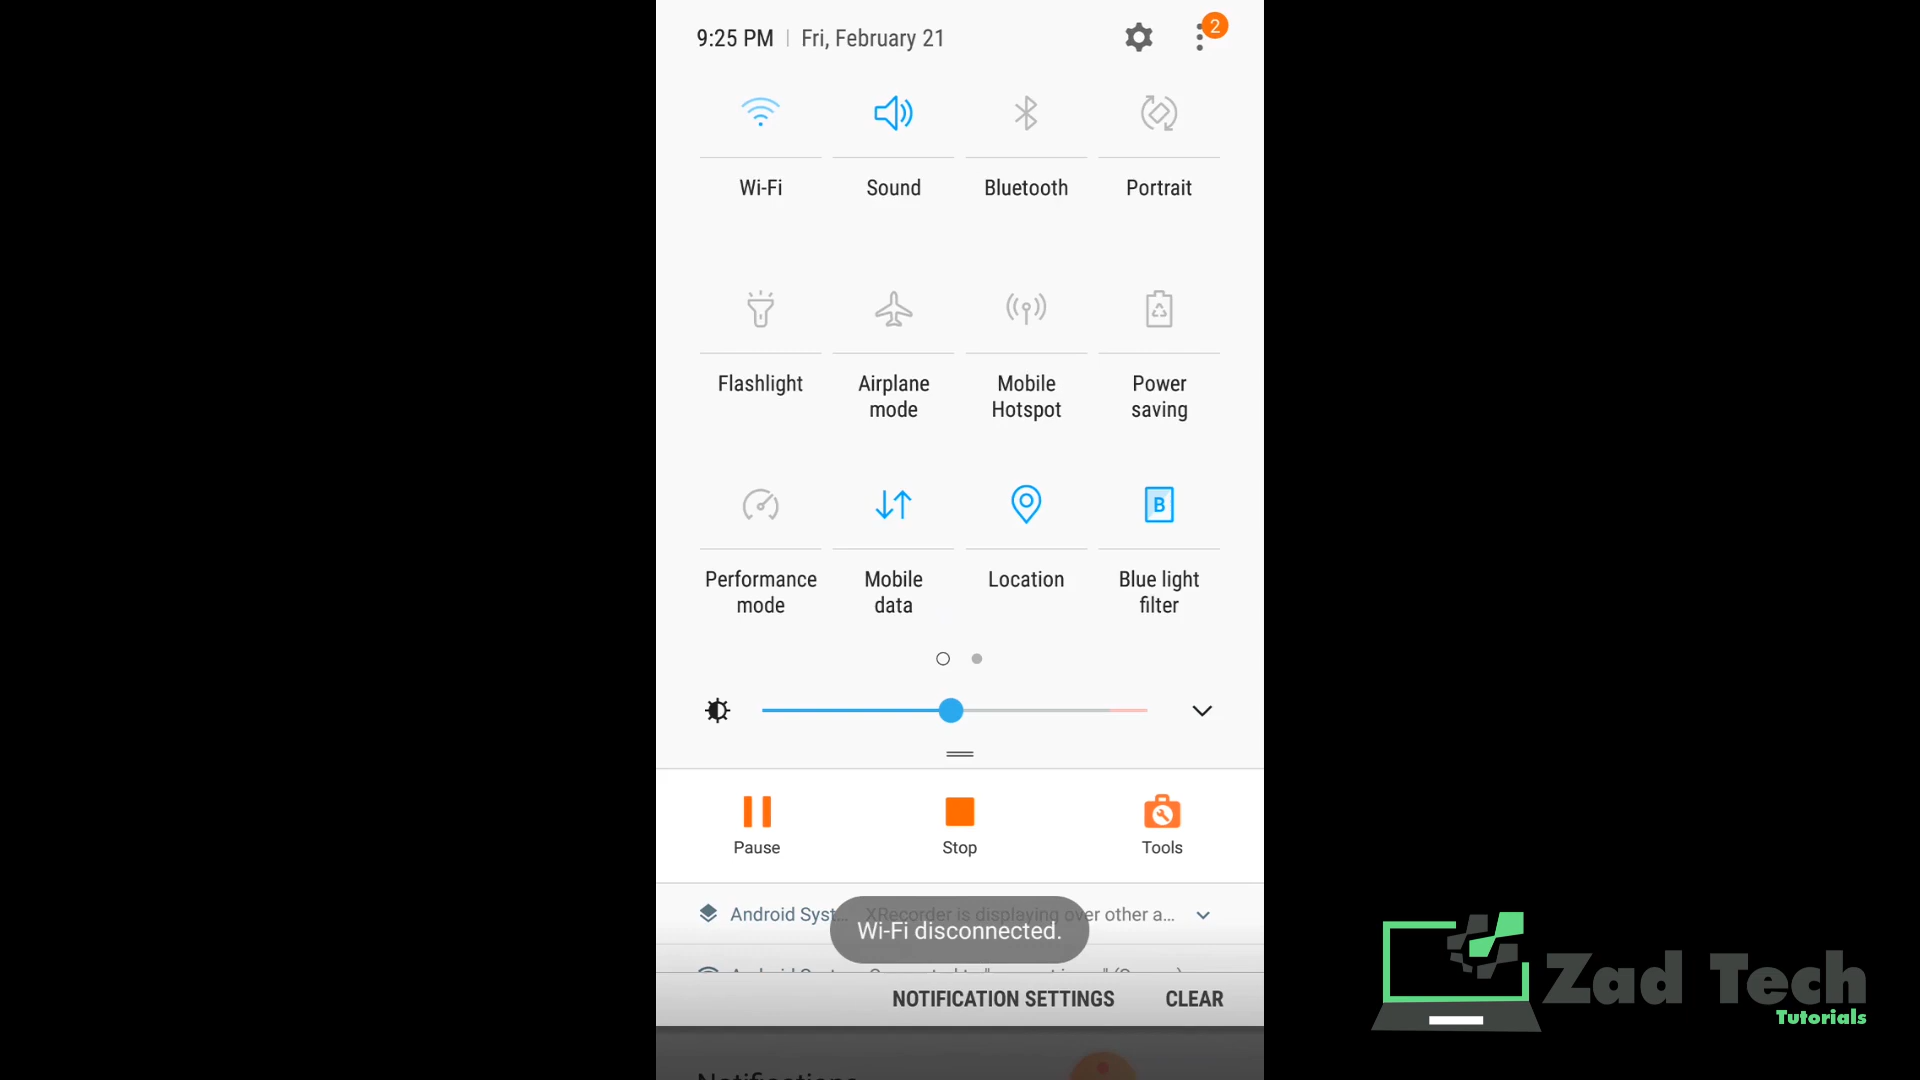 9:25 PM | Fri, February 21
2
Wi-Fi
Sound
Bluetooth
Portrait
Flashlight
Airplane
mode
Mobile
Hotspot
Power
saving
Performance
mode
Mobile
data
Location
B
Blue light
filter
Pause
Stop
Tools
Android Syst... XRecorder is displaying over other a...
Wi-Fi disconnected.
NOTIFICATION SETTINGS
CLEAR
Notifications
Zad Tech
Tutorials